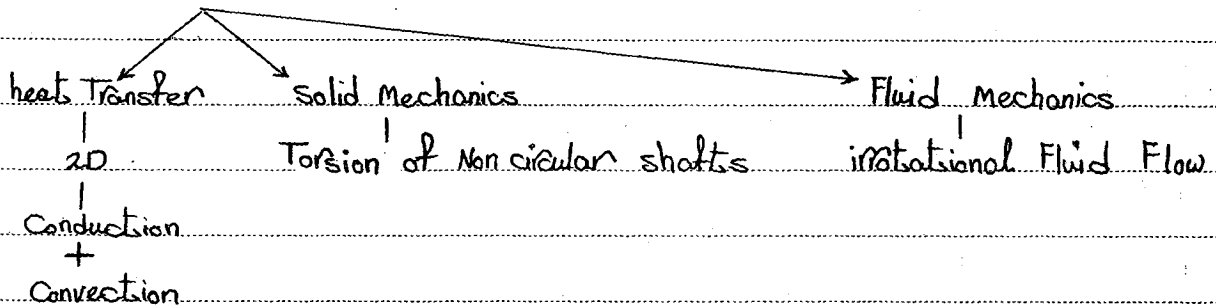 heat Transfer Solid Mechanics Fluid Mechanics
2D Torsion of Non circular shafts irrotational Fluid Flow
Conduction
+
Convection